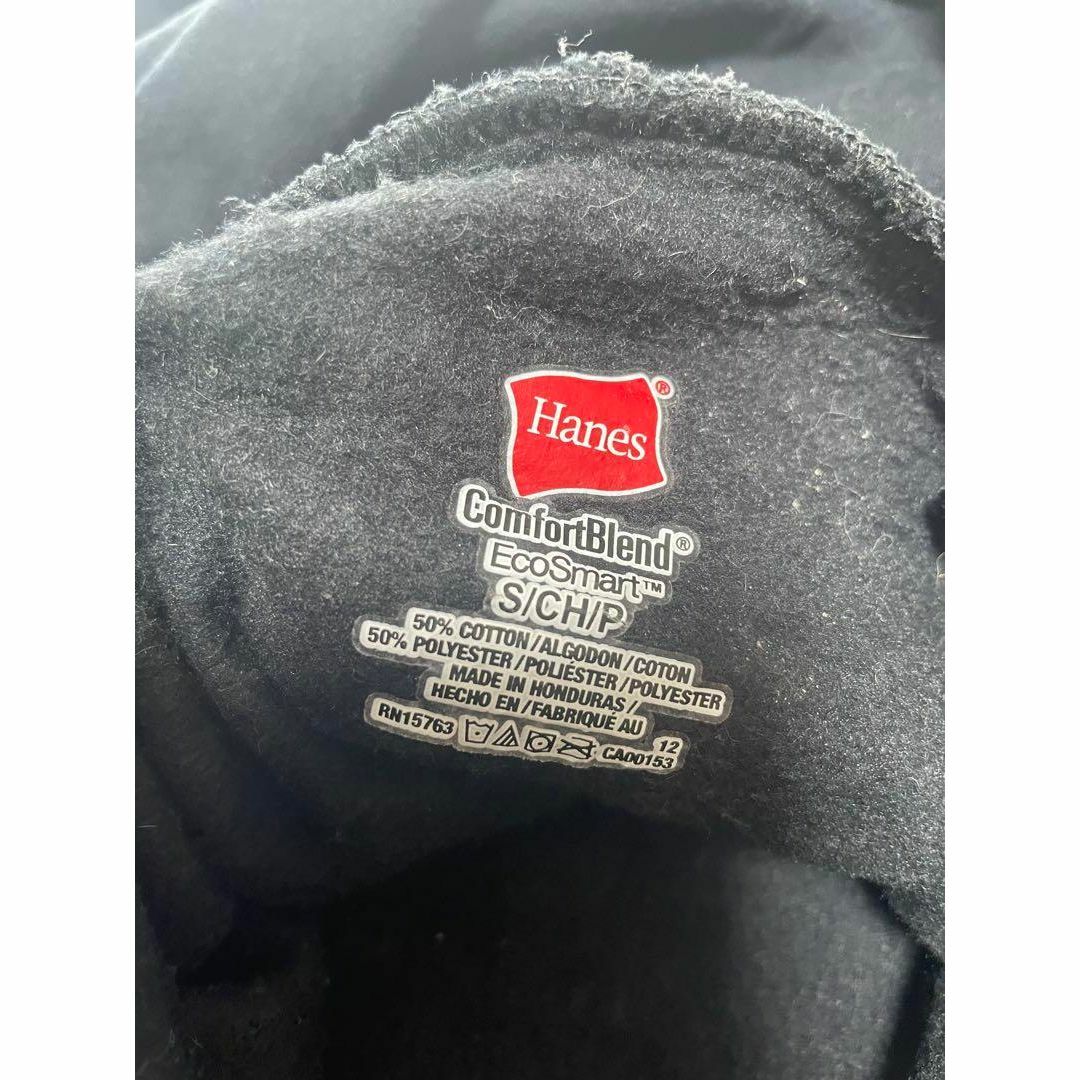 Hanes®
ComfortBlend®
EcoSmart™
S/CH/P
50% COTTON/ALGODON/COTON
50% POLYESTER/POLIÉSTER/POLYESTER
MADE IN HONDURAS/
HECHO EN/FABRIQUÉ AU
RN15763 12
CA00153